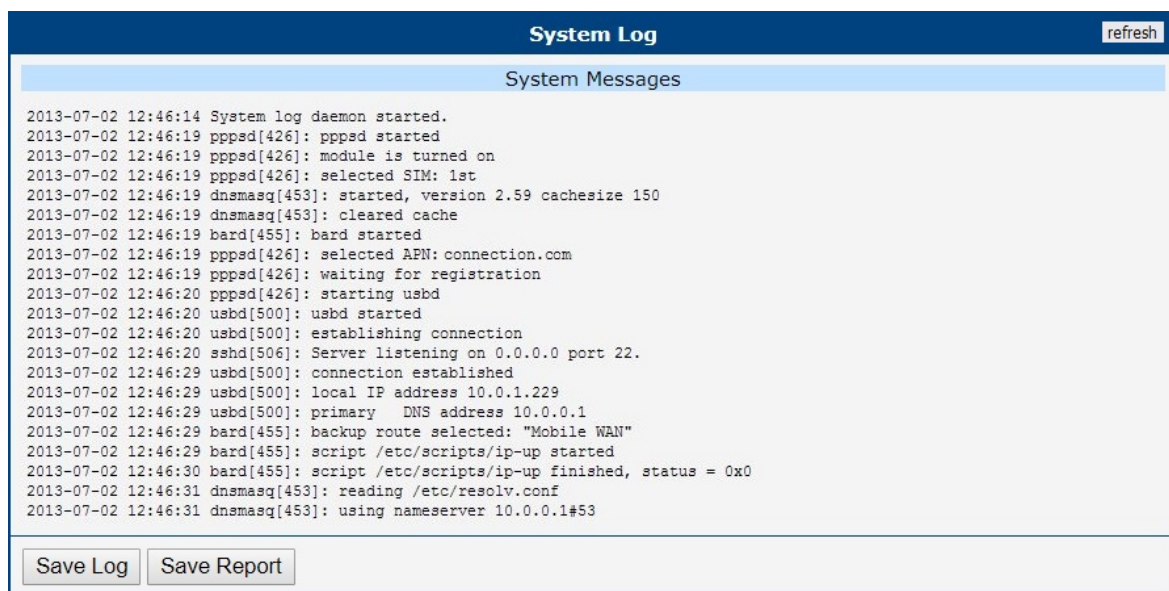 System Log
refresh
System Messages
2013-07-02 12:46:14 System log daemon started.
2013-07-02 12:46:19 pppsd[426]: pppsd started
2013-07-02 12:46:19 pppsd[426]: module is turned on
2013-07-02 12:46:19 pppsd[426]: selected SIM: 1st
2013-07-02 12:46:19 dnsmasq[453]: started, version 2.59 cachesize 150
2013-07-02 12:46:19 dnsmasq[453]: cleared cache
2013-07-02 12:46:19 bard[455]: bard started
2013-07-02 12:46:19 pppsd[426]: selected APN: connection.com
2013-07-02 12:46:19 pppsd[426]: waiting for registration
2013-07-02 12:46:20 pppsd[426]: starting usbd
2013-07-02 12:46:20 usbd[500]: usbd started
2013-07-02 12:46:20 usbd[500]: establishing connection
2013-07-02 12:46:20 sshd[506]: Server listening on 0.0.0.0 port 22.
2013-07-02 12:46:29 usbd[500]: connection established
2013-07-02 12:46:29 usbd[500]: local IP address 10.0.1.229
2013-07-02 12:46:29 usbd[500]: primary   DNS address 10.0.0.1
2013-07-02 12:46:29 bard[455]: backup route selected: "Mobile WAN"
2013-07-02 12:46:29 bard[455]: script /etc/scripts/ip-up started
2013-07-02 12:46:30 bard[455]: script /etc/scripts/ip-up finished, status = 0x0
2013-07-02 12:46:31 dnsmasq[453]: reading /etc/resolv.conf
2013-07-02 12:46:31 dnsmasq[453]: using nameserver 10.0.0.1#53
Save Log
Save Report